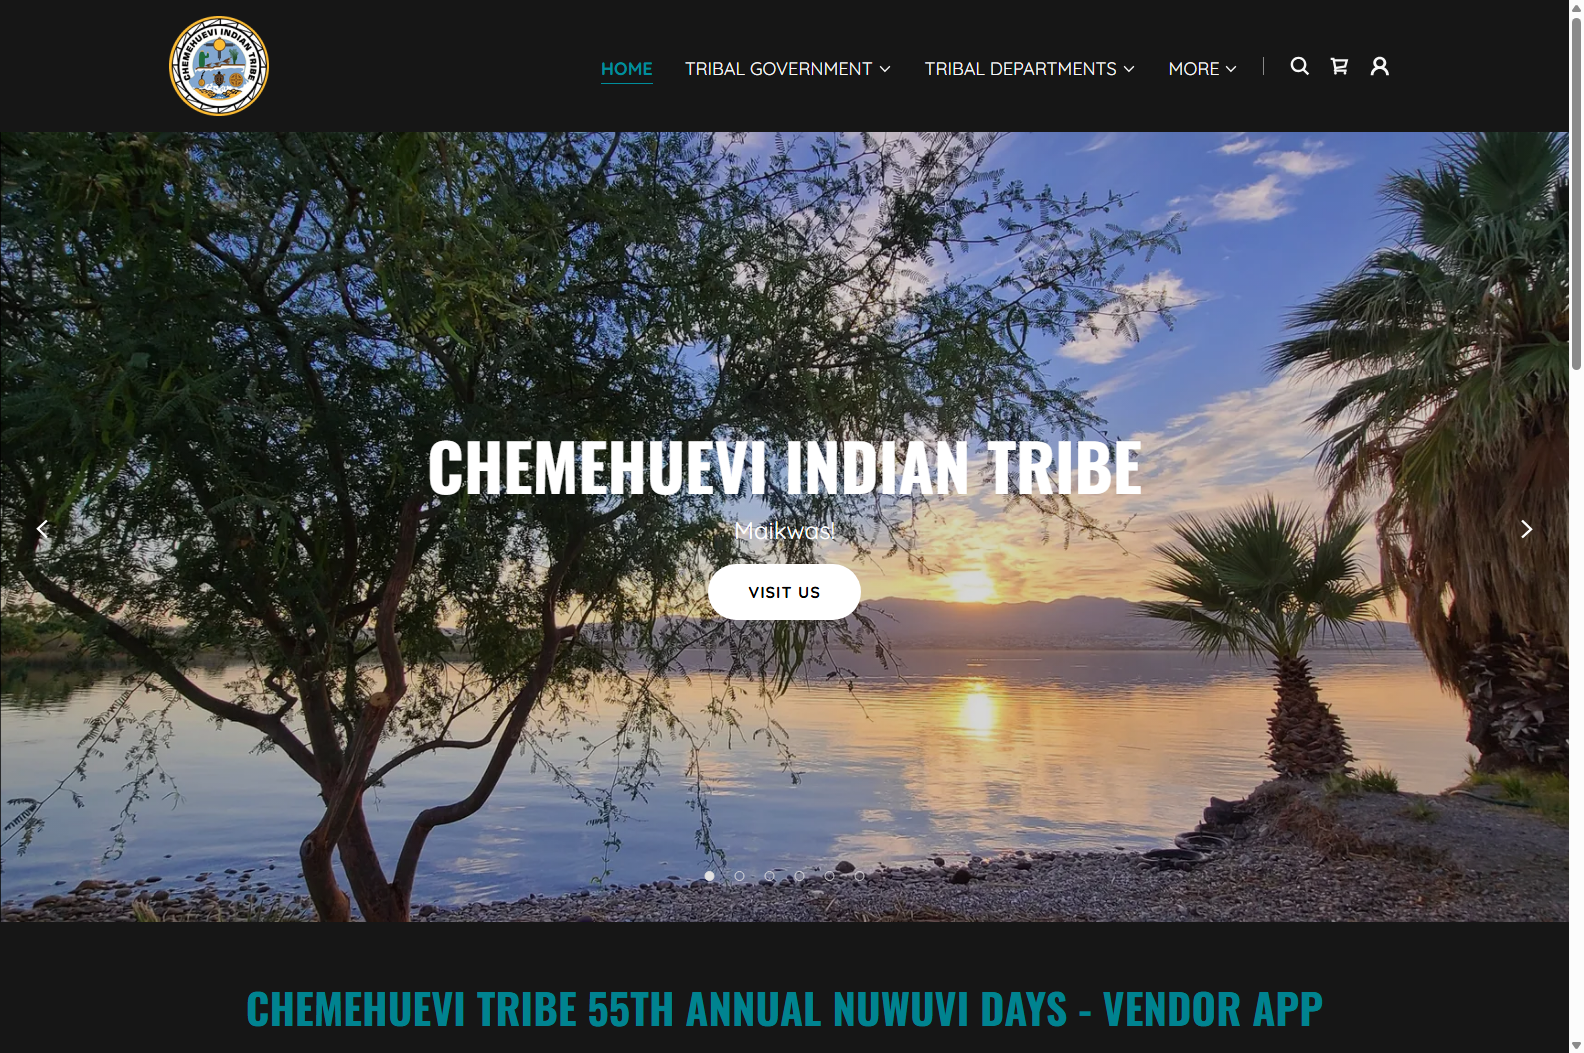 CHEMEHUEVI INDIAN TRIBE
HOME
TRIBAL GOVERNMENT
TRIBAL DEPARTMENTS
MORE
CHEMEHUEVI INDIAN TRIBE
Maikwas!
VISIT US
CHEMEHUEVI TRIBE 55TH ANNUAL NUWUVI DAYS - VENDOR APP